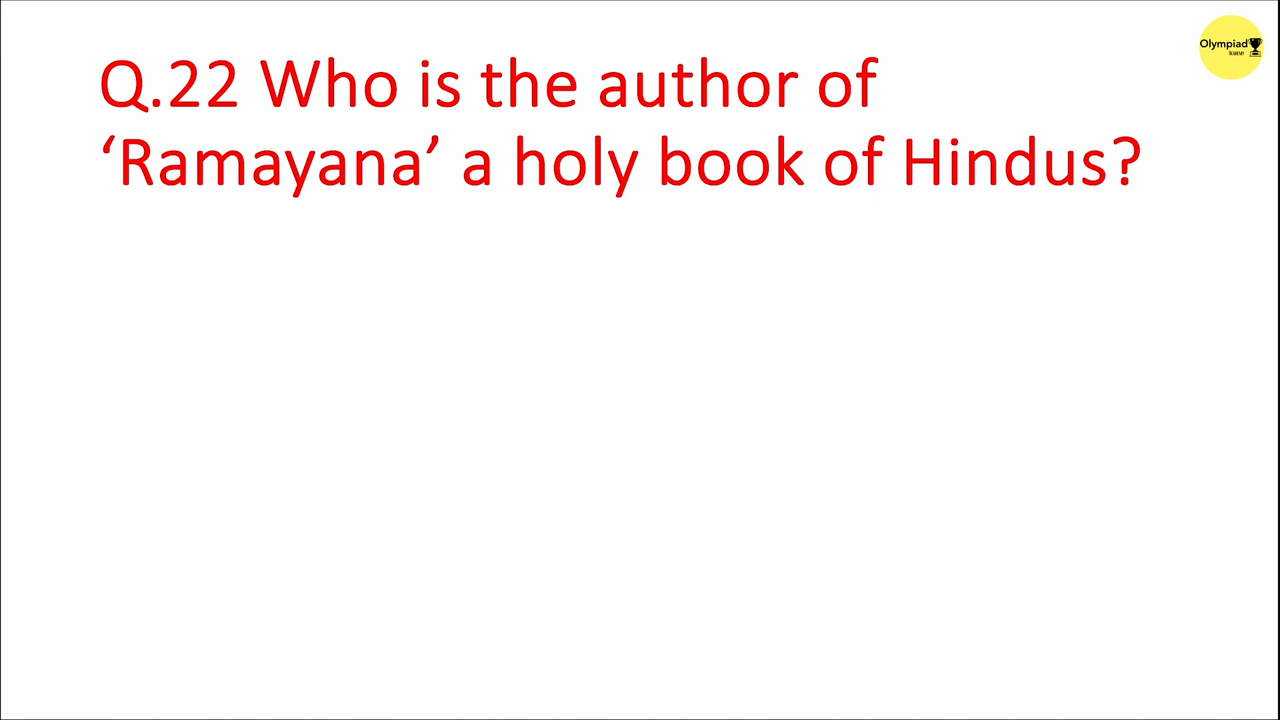 Q.22 Who is the author of
‘Ramayana’ a holy book of Hindus?
Olympiad